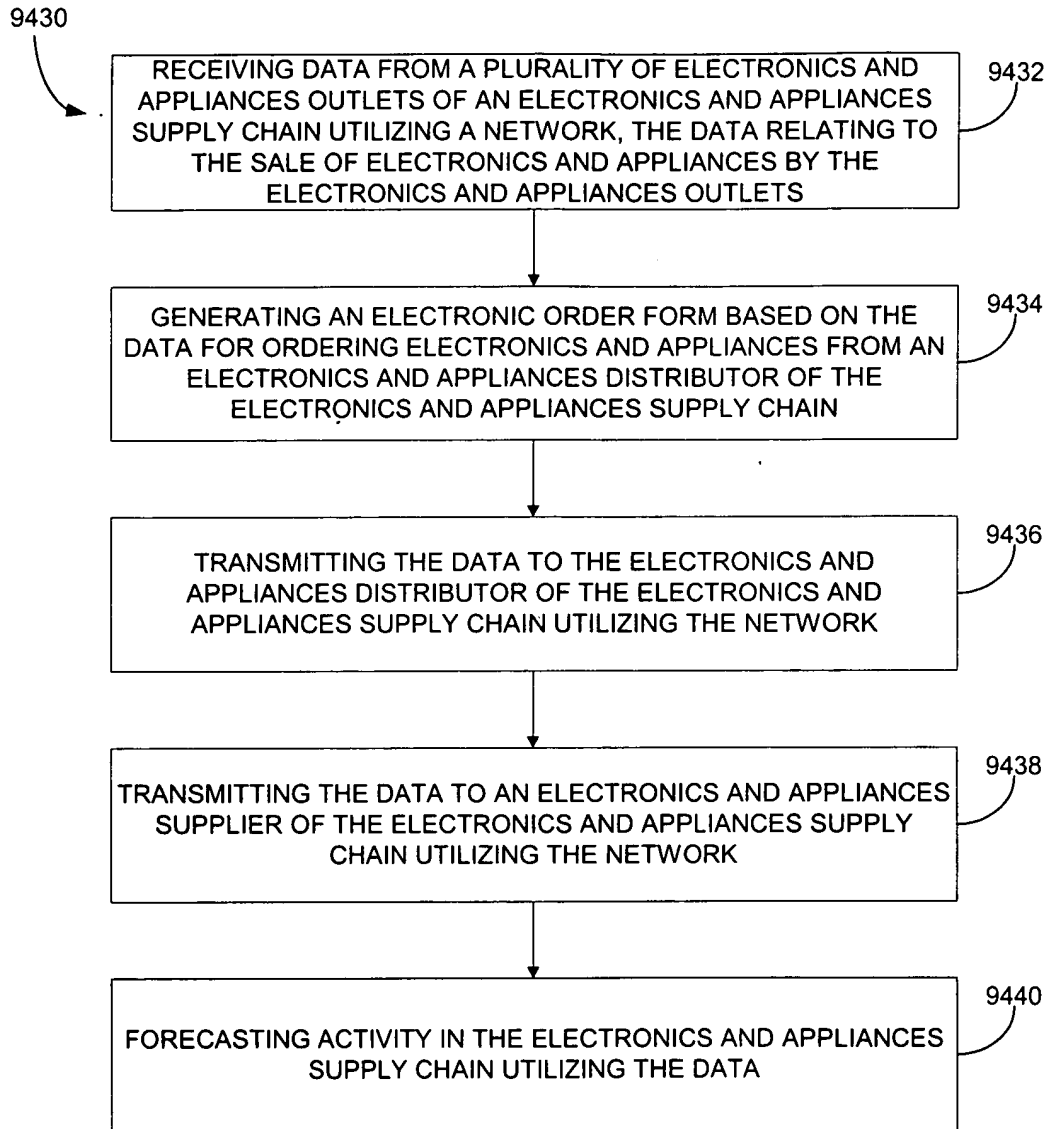 9430
RECEIVING DATA FROM A PLURALITY OF ELECTRONICS AND
APPLIANCES OUTLETS OF AN ELECTRONICS AND APPLIANCES
SUPPLY CHAIN UTILIZING A NETWORK, THE DATA RELATING TO
THE SALE OF ELECTRONICS AND APPLIANCES BY THE
ELECTRONICS AND APPLIANCES OUTLETS
9432
GENERATING AN ELECTRONIC ORDER FORM BASED ON THE
DATA FOR ORDERING ELECTRONICS AND APPLIANCES FROM AN
ELECTRONICS AND APPLIANCES DISTRIBUTOR OF THE
ELECTRONICS AND APPLIANCES SUPPLY CHAIN
9434
TRANSMITTING THE DATA TO THE ELECTRONICS AND
APPLIANCES DISTRIBUTOR OF THE ELECTRONICS AND
APPLIANCES SUPPLY CHAIN UTILIZING THE NETWORK
9436
TRANSMITTING THE DATA TO AN ELECTRONICS AND APPLIANCES
SUPPLIER OF THE ELECTRONICS AND APPLIANCES SUPPLY
CHAIN UTILIZING THE NETWORK
9438
FORECASTING ACTIVITY IN THE ELECTRONICS AND APPLIANCES
SUPPLY CHAIN UTILIZING THE DATA
9440